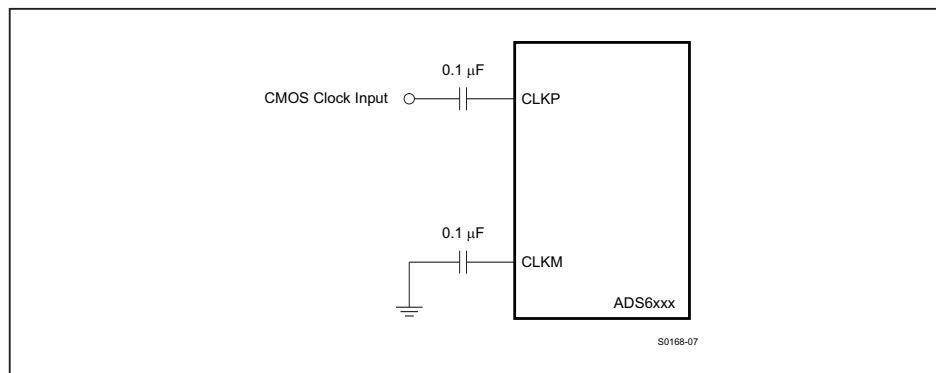 0.1 μF
CMOS Clock Input
CLKP
0.1 μF
CLKM
ADS6xxx
S0168-07